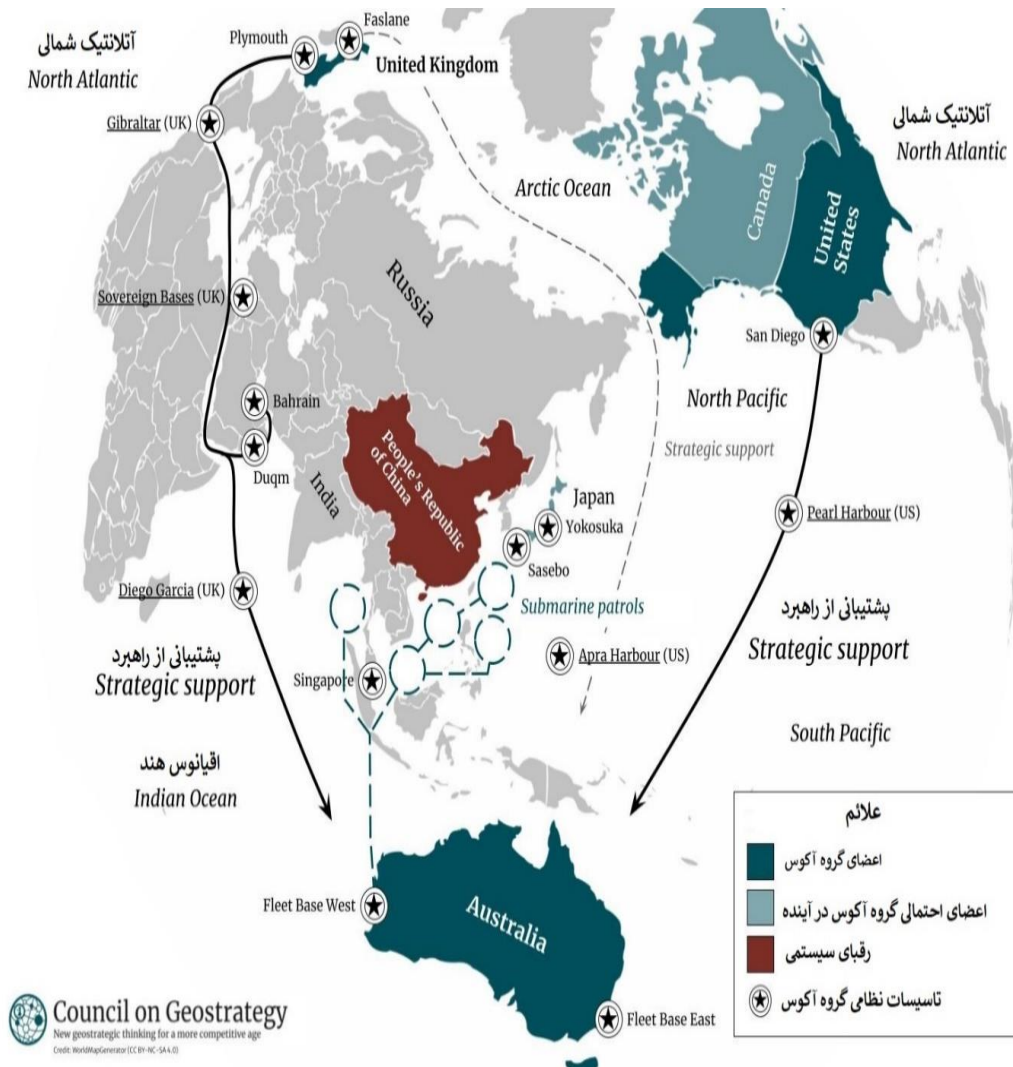 Faslane
Plymouth
United Kingdom
آتلانتیک شمالی
North Atlantic
Gibraltar (UK)
آتلانتیک شمالی
North Atlantic
Arctic Ocean
Canada
United
States
Russia
Sovereign Bases (UK)
San Diego
Bahrain
North Pacific
Strategic support
People's Republic
of China
Duqm
India
Japan
Yokosuka
Pearl Harbour (US)
Sasebo
Diego Garcia (UK)
Submarine patrols
پشتیبانی از راهبرد
Strategic support
Apra Harbour (US)
پشتیبانی از راهبرد
Strategic support
Singapore
South Pacific
اقیانوس هند
Indian Ocean
علائم
اعضای گروه آکوس
اعضای احتمالی گروه آکوس در آینده
رقبای سیستمی
تاسیسات نظامی گروه آکوس
Fleet Base West
Australia
Fleet Base East
Council on Geostrategy
New geostrategic thinking for a more competitive age
Credit: WorldMapGenerator (CC BY-NC-SA 4.0)